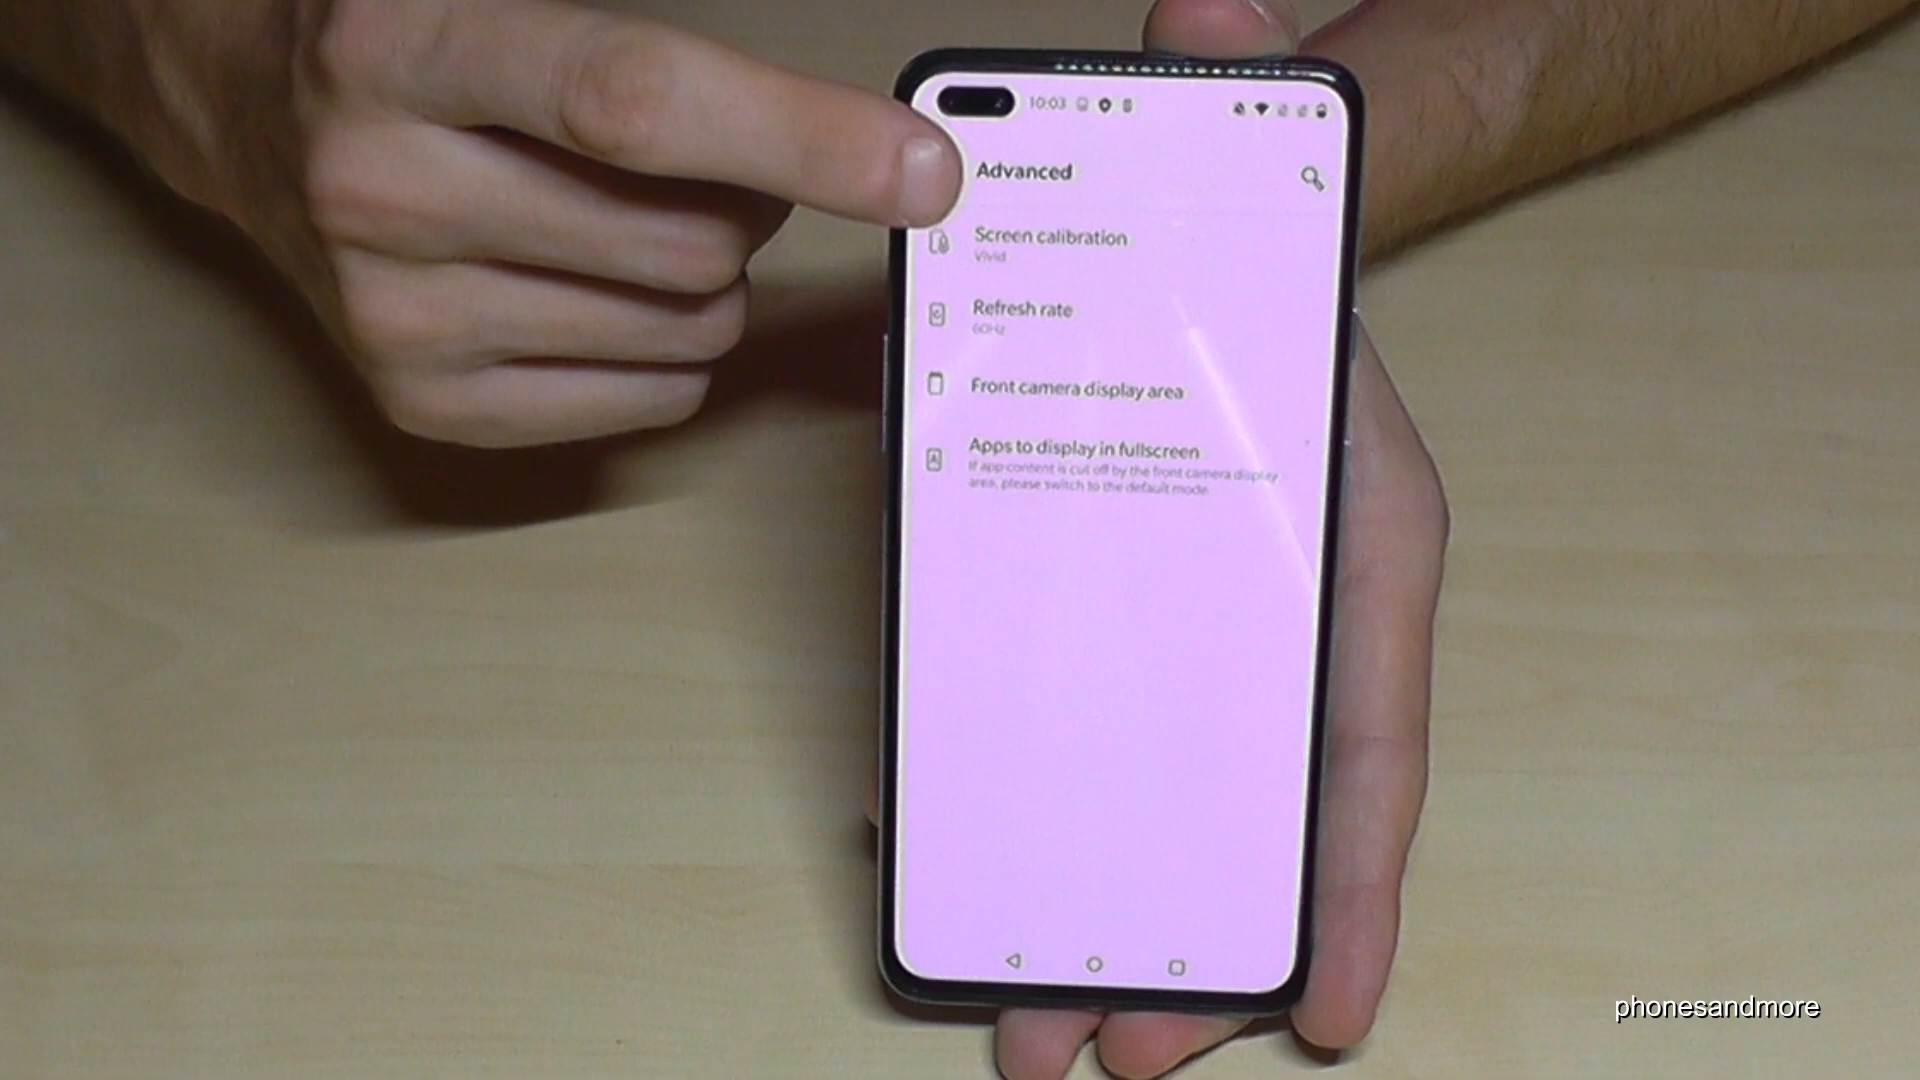 10:03
Advanced
Screen calibration
Vivid
Refresh rate
60Hz
Front camera display area
Apps to display in fullscreen
If app content is cut off by the front camera display
area, please switch to the default mode.
phonesandmore